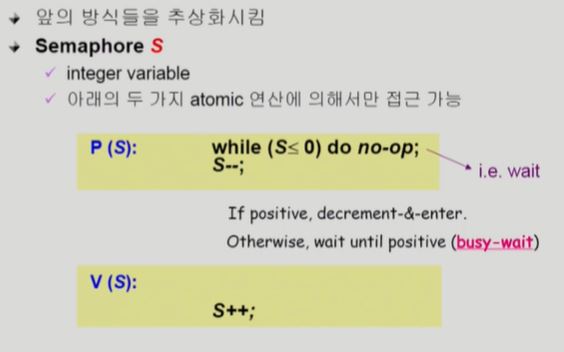 앞의 방식들을 추상화시킴
Semaphore S
integer variable
아래의 두 가지 atomic 연산에 의해서만 접근 가능
P (S): while (S≤ 0) do no-op;
S--;
i.e. wait
If positive, decrement-&-enter.
Otherwise, wait until positive (busy-wait)
V (S):
S++;